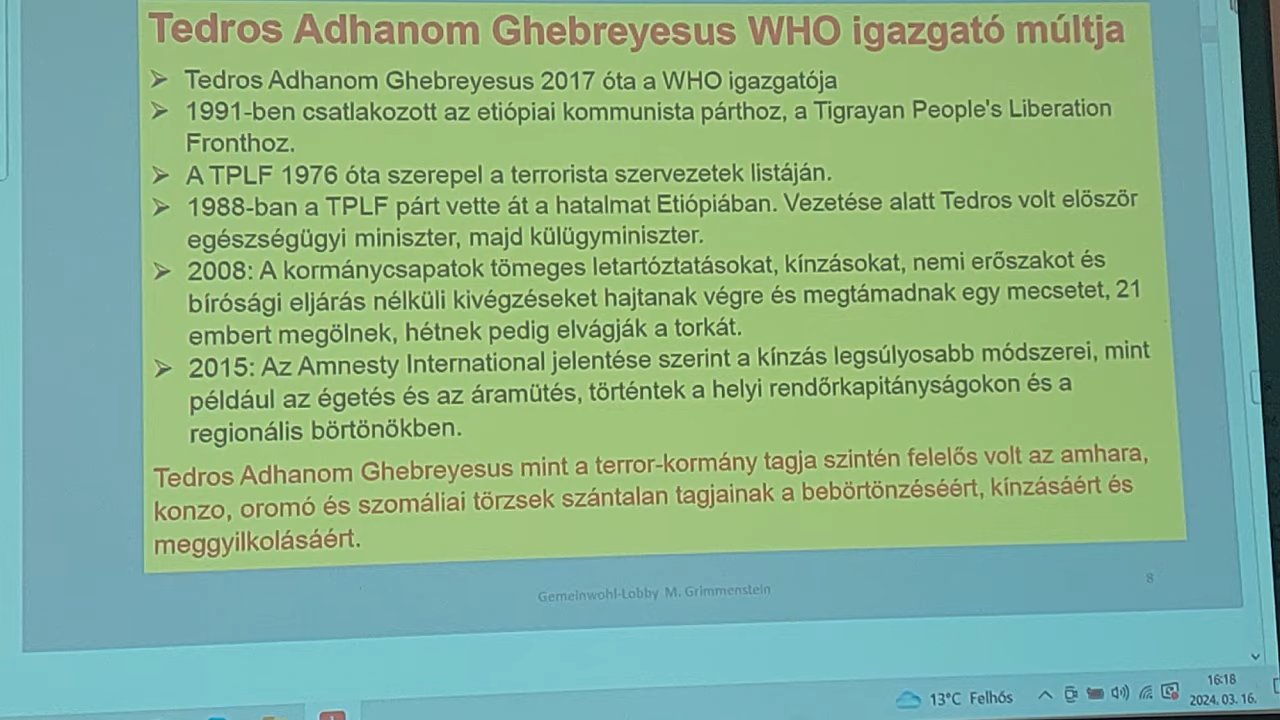 Tedros Adhanom Ghebreyesus WHO igazgató múltja
➢ Tedros Adhanom Ghebreyesus 2017 óta a WHO igazgatója
➢ 1991-ben csatlakozott az etiópiai kommunista párthoz, a Tigrayan People's Liberation
Fronthoz.
➢ A TPLF 1976 óta szerepel a terrorista szervezetek listáján.
➢ 1988-ban a TPLF párt vette át a hatalmat Etiópiában. Vezetése alatt Tedros volt először
egészségügyi miniszter, majd külügyminiszter.
➢ 2008: A kormánycsapatok tömeges letartóztatásokat, kínzásokat, nemi erőszakot és
bírósági eljárás nélküli kivégzéseket hajtanak végre és megtámadnak egy mecsetet, 21
embert megölnek, hétnek pedig elvágják a torkát.
➢ 2015: Az Amnesty International jelentése szerint a kínzás legsúlyosabb módszerei, mint
például az égetés és az áramütés, történtek a helyi rendőrkapitányságokon és a
regionális börtönökben.
Tedros Adhanom Ghebreyesus mint a terror-kormány tagja szintén felelős volt az amhara,
konzo, oromó és szomáliai törzsek szántalan tagjainak a bebörtönzéséért, kínzásáért és
meggyilkolásáért.
Gemeinwohl-Lobby M. Grimmenstein
8
13°C Felhős
16:18
2024. 03. 16.